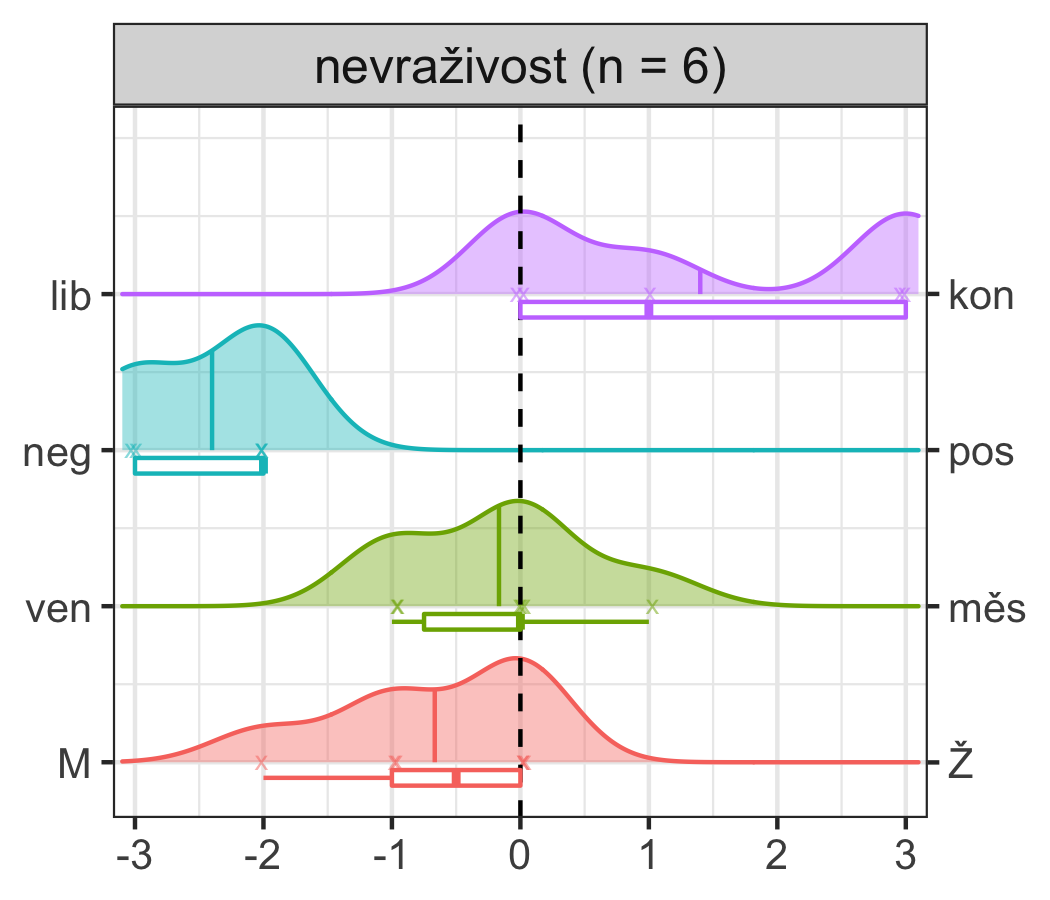 nevraživost (n = 6)
lib kon
neg pos
ven měs
M Ž
-3 -2 -1 0 1 2 3